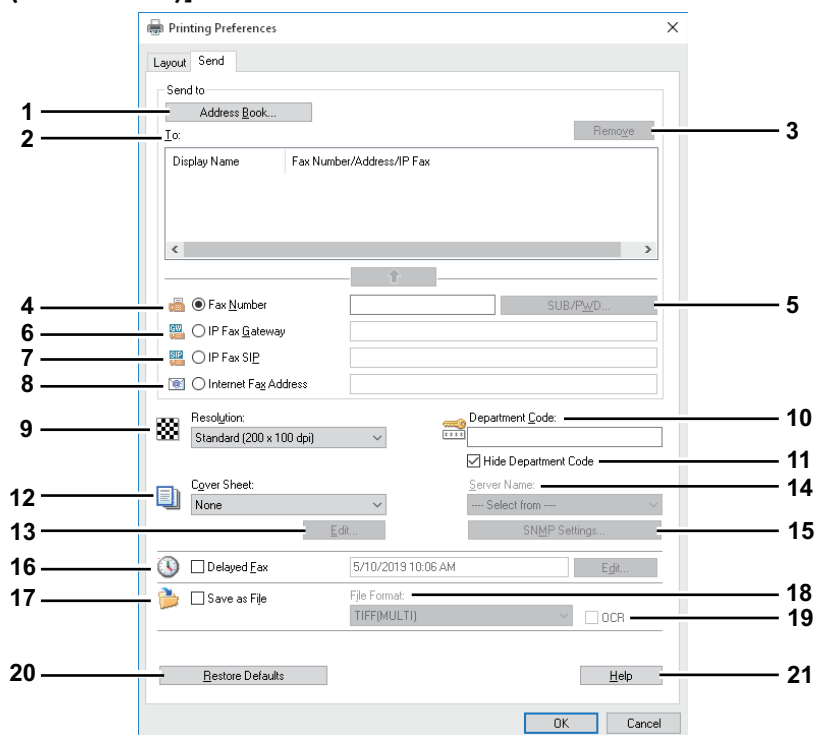 Printing Preferences
Layout Send
Send to
1 Address Book...
2 To: Remove 3
Display Name Fax Number/Address/IP Fax
4 Fax Number SUB/PWD... 5
6 GW IP Fax Gateway
7 SIP IP Fax SIP
8 Internet Fax Address
9 Resolution: Department Code: 10
Standard (200 x 100 dpi) ****
Hide Department Code 11
12 Cover Sheet: Server Name: 14
None ---- Select from ----
13 Edit... SNMP Settings... 15
16 Delayed Fax 5/10/2019 10:06 AM Edit...
17 Save as File File Format: 18
TIFF(MULTI) OCR 19
20 Restore Defaults Help 21
OK Cancel